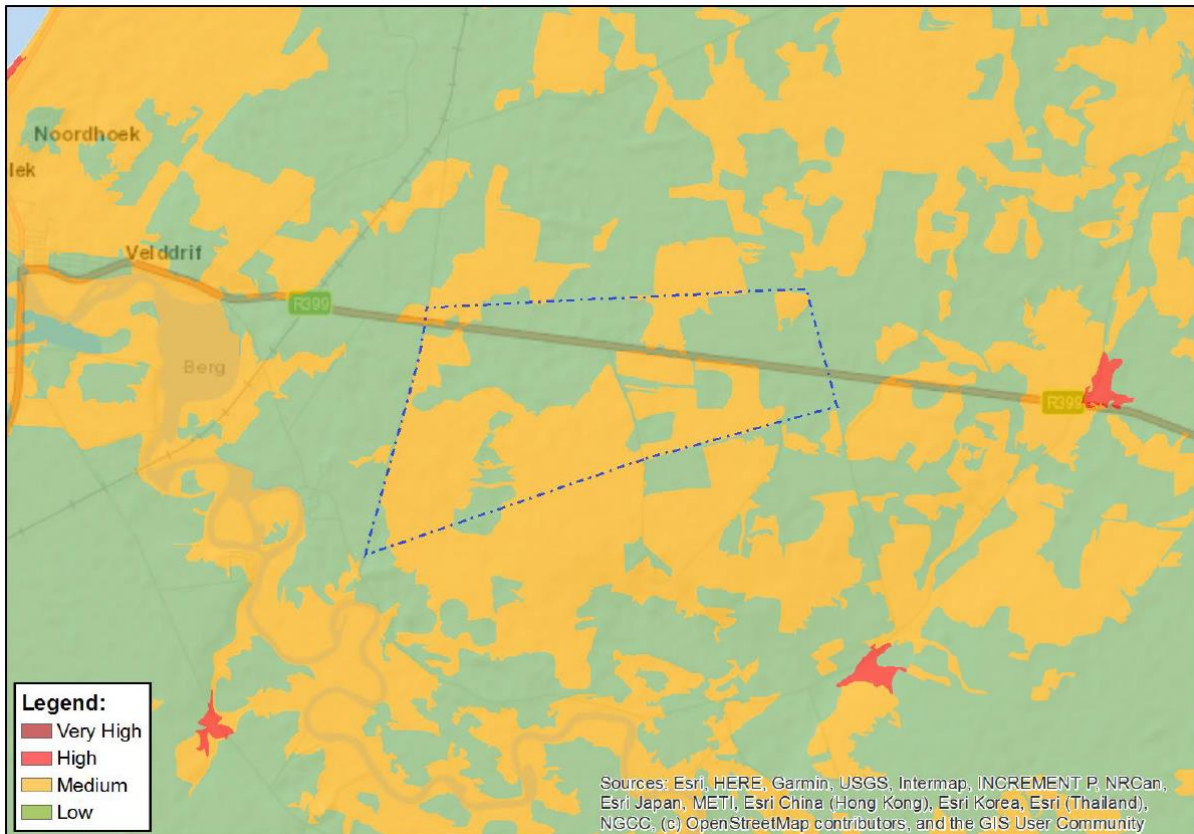 Noordhoek
lek
Velddrif
R399
Berg
R399
Legend:
Very High
High
Medium
Low
Sources: Esri, HERE, Garmin, USGS, Intermap, INCREMENT P, NRCan,
Esri Japan, METI, Esri China (Hong Kong), Esri Korea, Esri (Thailand),
NGCC, (c) OpenStreetMap contributors, and the GIS User Community